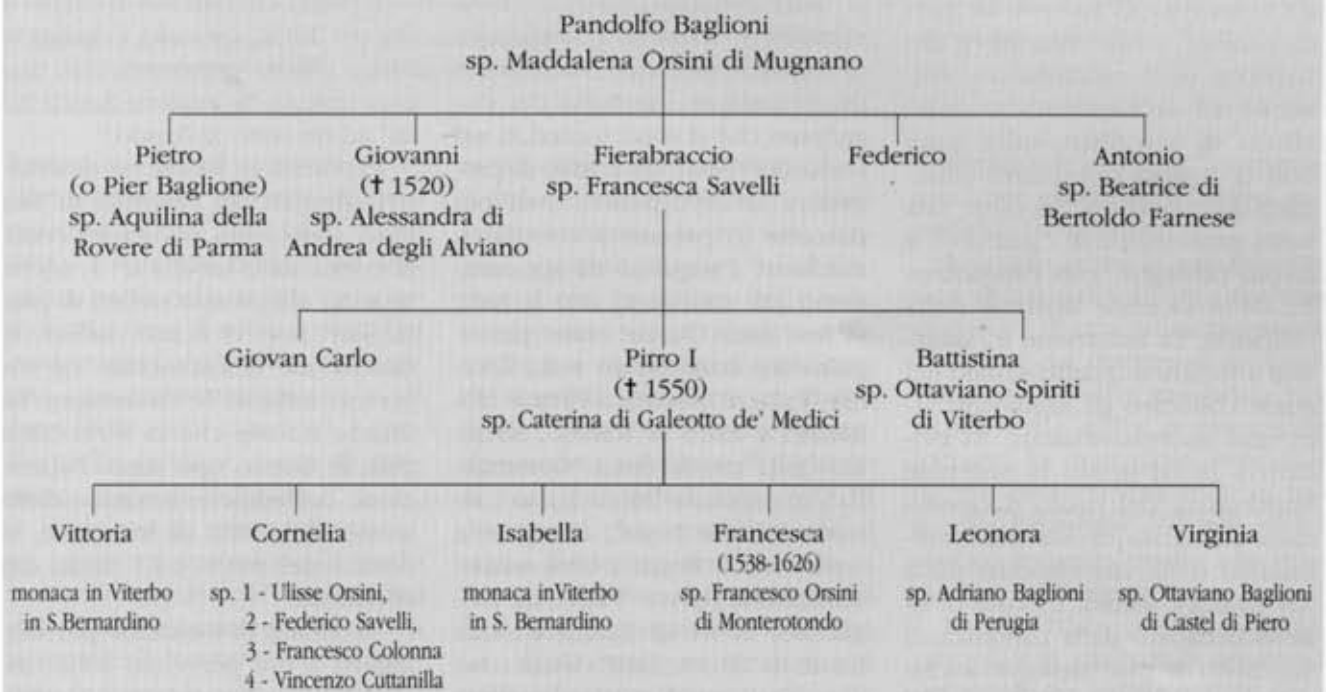 Pandolfo Baglioni
sp. Maddalena Orsini di Mugnano
Pietro
(o Pier Baglione)
sp. Aquilina della
Rovere di Parma
Giovanni
(✝ 1520)
sp. Alessandra di
Andrea degli Alviano
Fierabraccio
sp. Francesca Savelli
Federico
Antonio
sp. Beatrice di
Bertoldo Farnese
Giovan Carlo
Pirro I
(✝ 1550)
sp. Caterina di Galeotto de' Medici
Battistina
sp. Ottaviano Spiriti
di Viterbo
Vittoria
monaca in Viterbo
in S.Bernardino
Cornelia
sp. 1 - Ulisse Orsini,
2 - Federico Savelli,
3 - Francesco Colonna
4 - Vincenzo Cuttanilla
Isabella
monaca inViterbo
in S. Bernardino
Francesca
(1538-1626)
sp. Francesco Orsini
di Monterotondo
Leonora
sp. Adriano Baglioni
di Perugia
Virginia
sp. Ottaviano Baglioni
di Castel di Piero